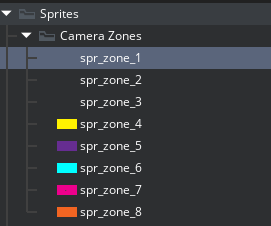 Sprites
Camera Zones
spr_zone_1
spr_zone_2
spr_zone_3
spr_zone_4
spr_zone_5
spr_zone_6
spr_zone_7
spr_zone_8